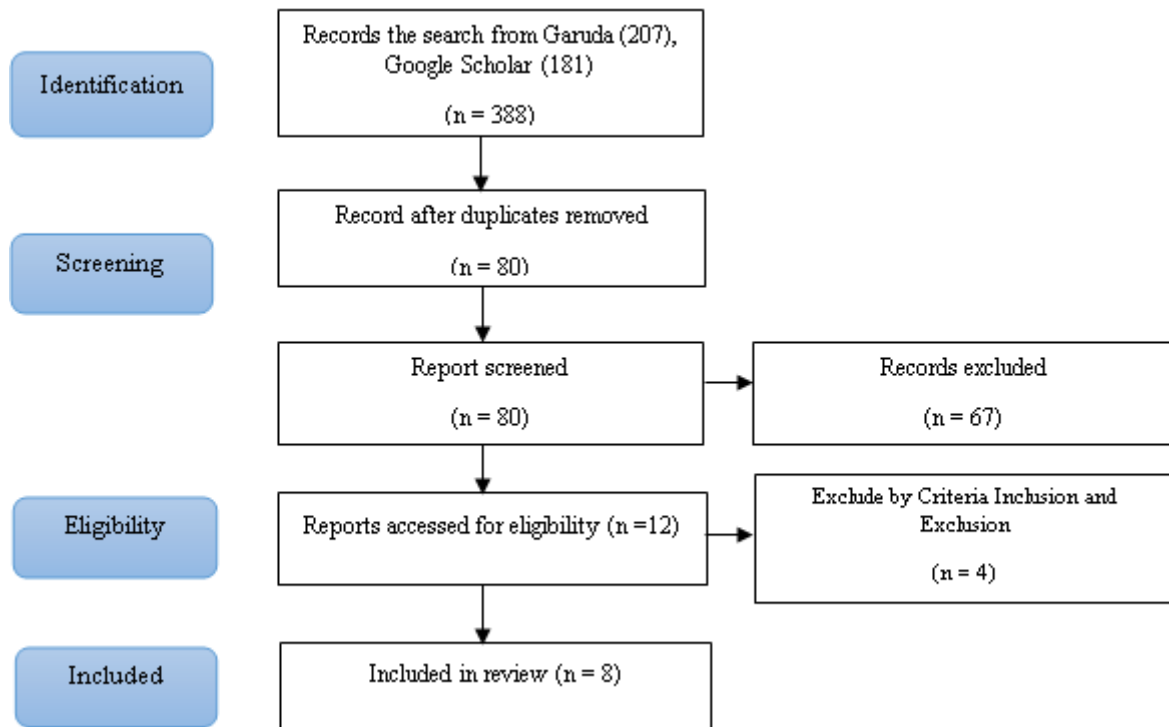 Identification
Records the search from Garuda (207),
Google Scholar (181)
(n = 388)
Screening
Record after duplicates removed
(n = 80)
Report screened
(n = 80)
Records excluded
(n = 67)
Eligibility
Reports accessed for eligibility (n =12)
Exclude by Criteria Inclusion and
Exclusion
(n = 4)
Included
Included in review (n = 8)